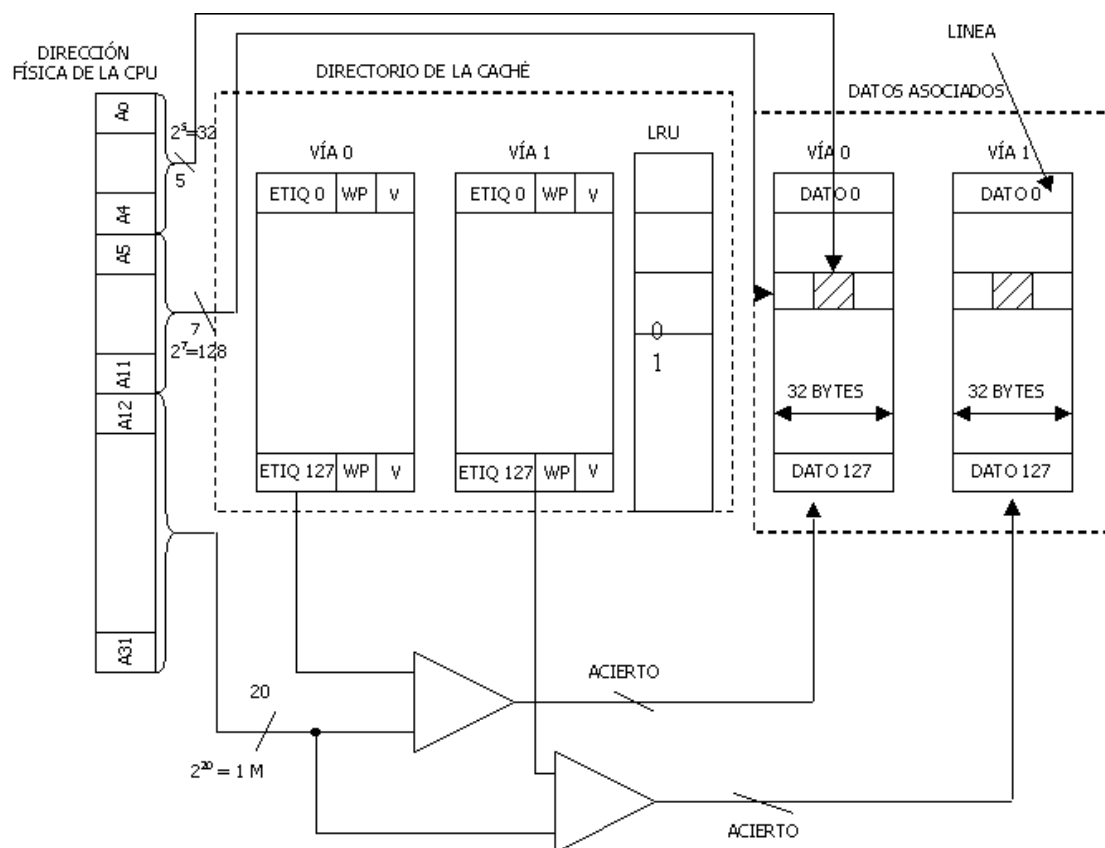 DIRECCIÓN
FÍSICA DE LA CPU
A0
A4
A5
A11
A12
A31
2⁵=32
5
7
2⁷=128
20
2²⁰ = 1 M
DIRECTORIO DE LA CACHÉ
VÍA 0
ETIQ 0 WP V
ETIQ 127 WP V
VÍA 1
ETIQ 0 WP V
ETIQ 127 WP V
LRU
0
1
LINEA
DATOS ASOCIADOS
VÍA 0
DATO 0
32 BYTES
DATO 127
VÍA 1
DATO 0
32 BYTES
DATO 127
ACIERTO
ACIERTO